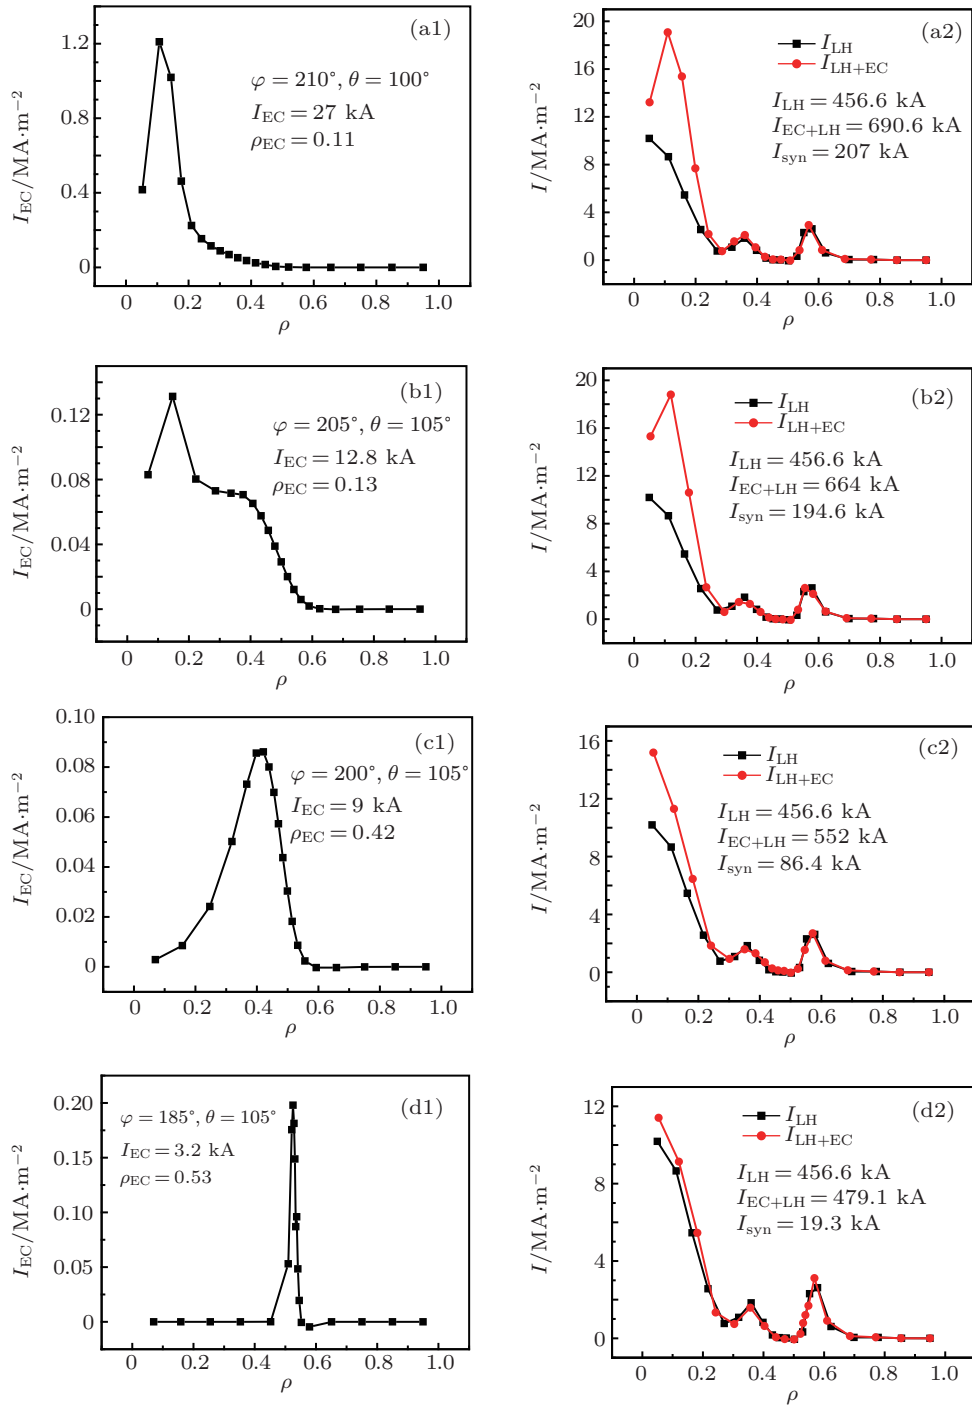 (a1)
φ = 210°, θ = 100°
I_EC = 27 kA
ρ_EC = 0.11
I_EC/MA·m⁻²
1.2
0.8
0.4
0
0 0.2 0.4 0.6 0.8 1.0
ρ
(a2)
I_LH
I_LH+EC
I_LH = 456.6 kA
I_EC+LH = 690.6 kA
I_syn = 207 kA
I/MA·m⁻²
20
16
12
8
4
0
0 0.2 0.4 0.6 0.8 1.0
ρ
(b1)
φ = 205°, θ = 105°
I_EC = 12.8 kA
ρ_EC = 0.13
I_EC/MA·m⁻²
0.12
0.08
0.04
0
0 0.2 0.4 0.6 0.8 1.0
ρ
(b2)
I_LH
I_LH+EC
I_LH = 456.6 kA
I_EC+LH = 664 kA
I_syn = 194.6 kA
I/MA·m⁻²
20
16
12
8
4
0
0 0.2 0.4 0.6 0.8 1.0
ρ
(c1)
φ = 200°, θ = 105°
I_EC = 9 kA
ρ_EC = 0.42
I_EC/MA·m⁻²
0.10
0.08
0.06
0.04
0.02
0
0 0.2 0.4 0.6 0.8 1.0
ρ
(c2)
I_LH
I_LH+EC
I_LH = 456.6 kA
I_EC+LH = 552 kA
I_syn = 86.4 kA
I/MA·m⁻²
16
12
8
4
0
0 0.2 0.4 0.6 0.8 1.0
ρ
(d1)
φ = 185°, θ = 105°
I_EC = 3.2 kA
ρ_EC = 0.53
I_EC/MA·m⁻²
0.20
0.15
0.10
0.05
0
0 0.2 0.4 0.6 0.8 1.0
ρ
(d2)
I_LH
I_LH+EC
I_LH = 456.6 kA
I_EC+LH = 479.1 kA
I_syn = 19.3 kA
I/MA·m⁻²
12
8
4
0
0 0.2 0.4 0.6 0.8 1.0
ρ